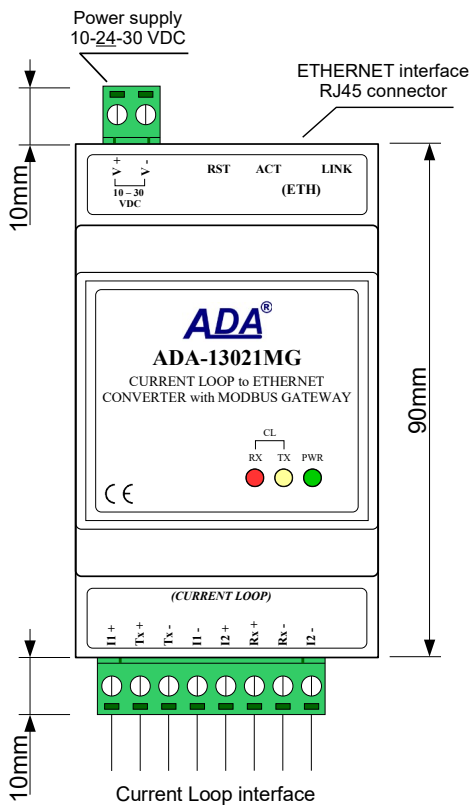 Power supply
10-24-30 VDC
ETHERNET interface
RJ45 connector
10mm
V+ V-
10 – 30
VDC
RST ACT LINK
(ETH)
ADA®
ADA-13021MG
CURRENT LOOP to ETHERNET
CONVERTER with MODBUS GATEWAY
CL
RX TX PWR
CE
90mm
(CURRENT LOOP)
I1+ Tx+ Tx- I1- I2+ Rx+ Rx- I2-
10mm
Current Loop interface